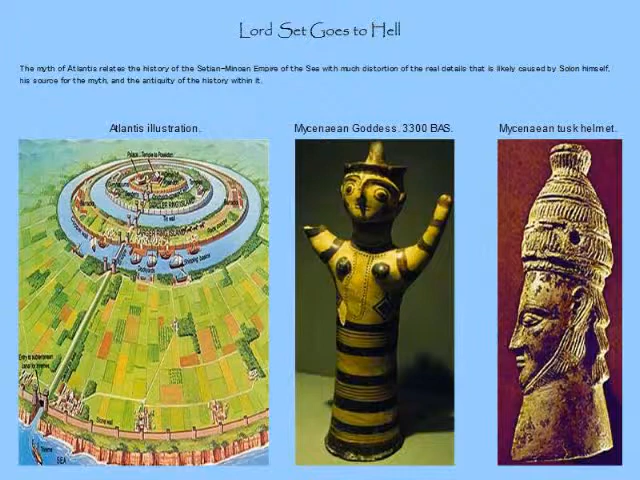 Lord Set Goes to Hell
The myth of Atlantis relates the history of the Setian-Minoan Empire of the Sea with much distortion of the real details that is likely caused by Solon himself,
his source for the myth, and the antiquity of the history within it.
Atlantis illustration.
Mycenaean Goddess. 3300 BAS.
Mycenaean tusk helmet.
SEA